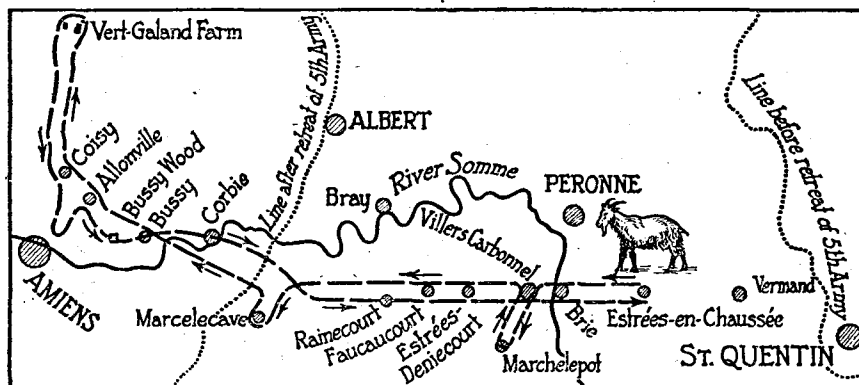 Vert-Galand Farm
Coisy
Allonville
Bussy Wood
Bussy
Corbie
AMIENS
Marcelecave
Line after retreat of 5th Army
ALBERT
Bray
River Somme
Villers Carbonnel
PERONNE
Rainecourt
Faucaucourt
Estrées-
Deniecourt
Marchelepot
Brie
Estrées-en-Chaussée
Vermand
ST. QUENTIN
Line before retreat of 5th Army